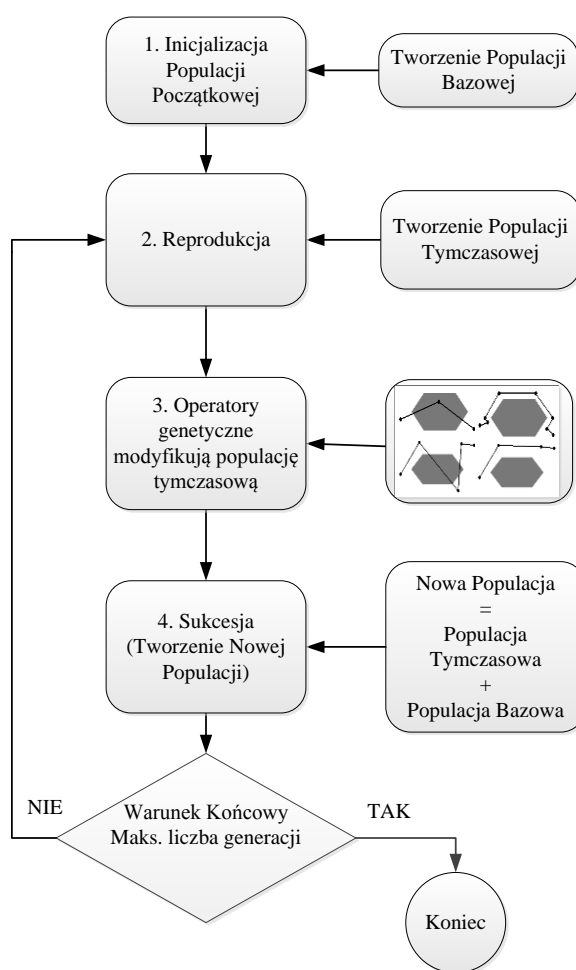 1. Inicjalizacja
Populacji
Początkowej
Tworzenie Populacji
Bazowej
2. Reprodukcja
Tworzenie Populacji
Tymczasowej
3. Operatory
genetyczne
modyfikują populację
tymczasową
4. Sukcesja
(Tworzenie Nowej
Populacji)
Nowa Populacja
=
Populacja
Tymczasowa
+
Populacja Bazowa
NIE
Warunek Końcowy
Maks. liczba generacji
TAK
Koniec